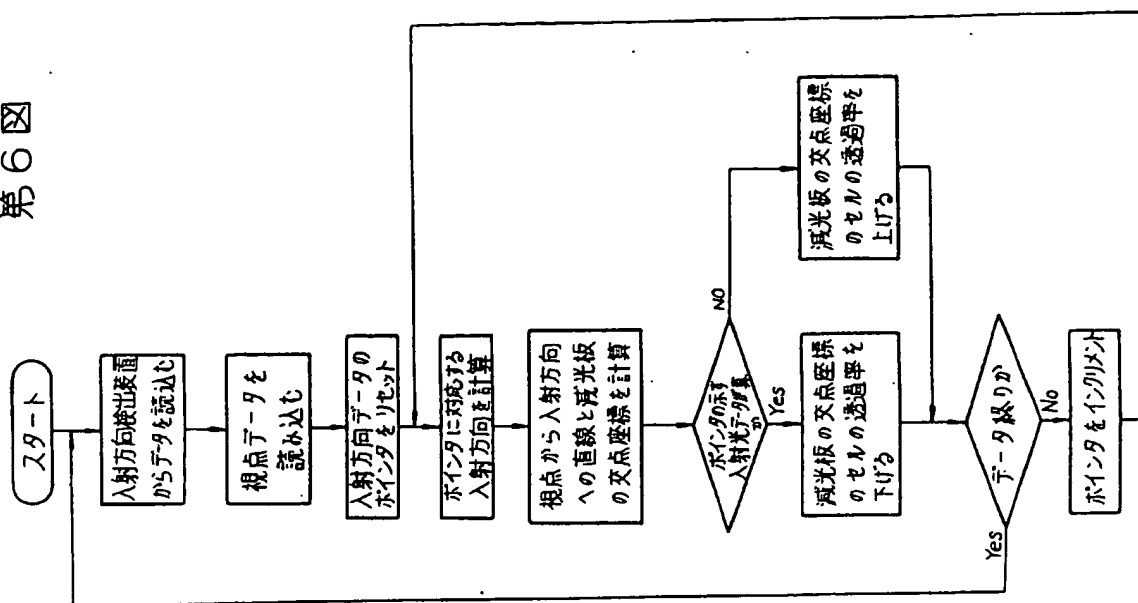 第6図
スタート
入射方向検出装置
からデータを読込む
視点データを
読み込む
入射方向データの
ポインタをリセット
ポインタに対応する
入射方向を計算
視点から入射方向
への直線と減光板
の交点座標を計算
ポインタの示す
入射光データ
が
NO
Yes
減光板の交点座標
のセルの透過率を
上げる
減光板の交点座標
のセルの透過率を
下げる
データ終りか
Yes
No
ポインタをインクリメント